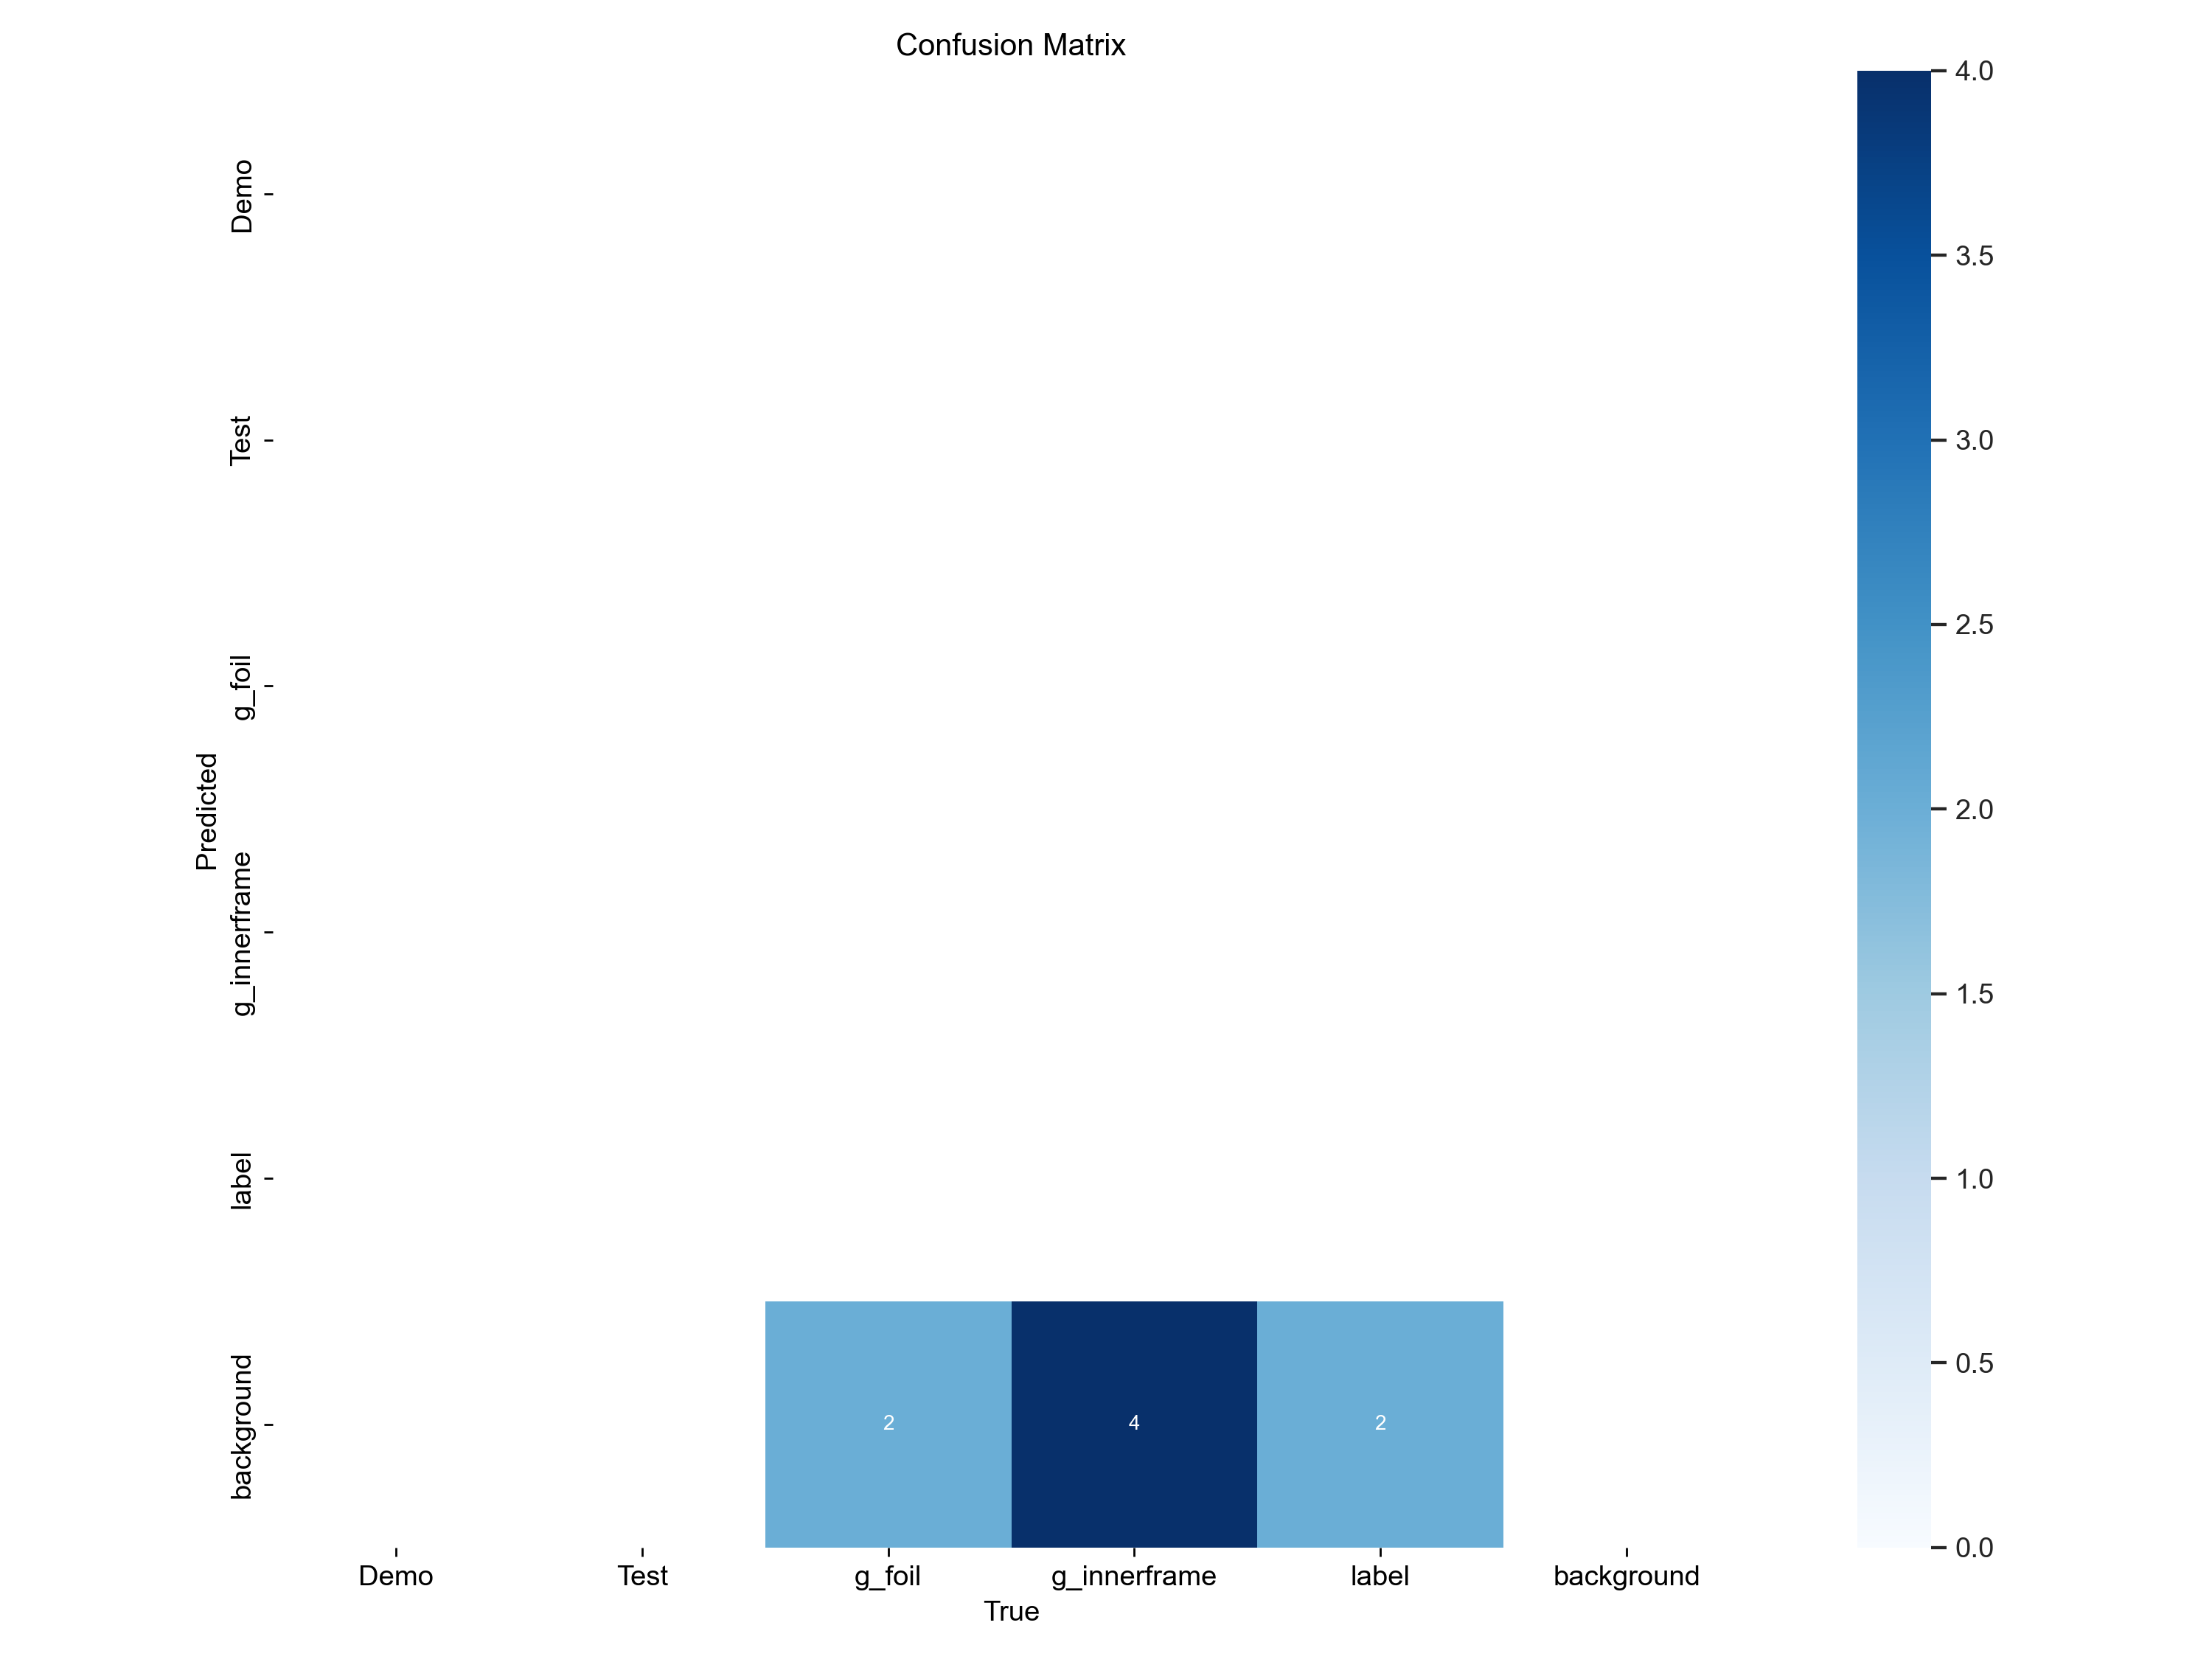 Confusion Matrix
Predicted
Demo
Test
g_foil
g_innerframe
label
background
2
4
2
Demo
Test
g_foil
g_innerframe
label
background
True
4.0
3.5
3.0
2.5
2.0
1.5
1.0
0.5
0.0